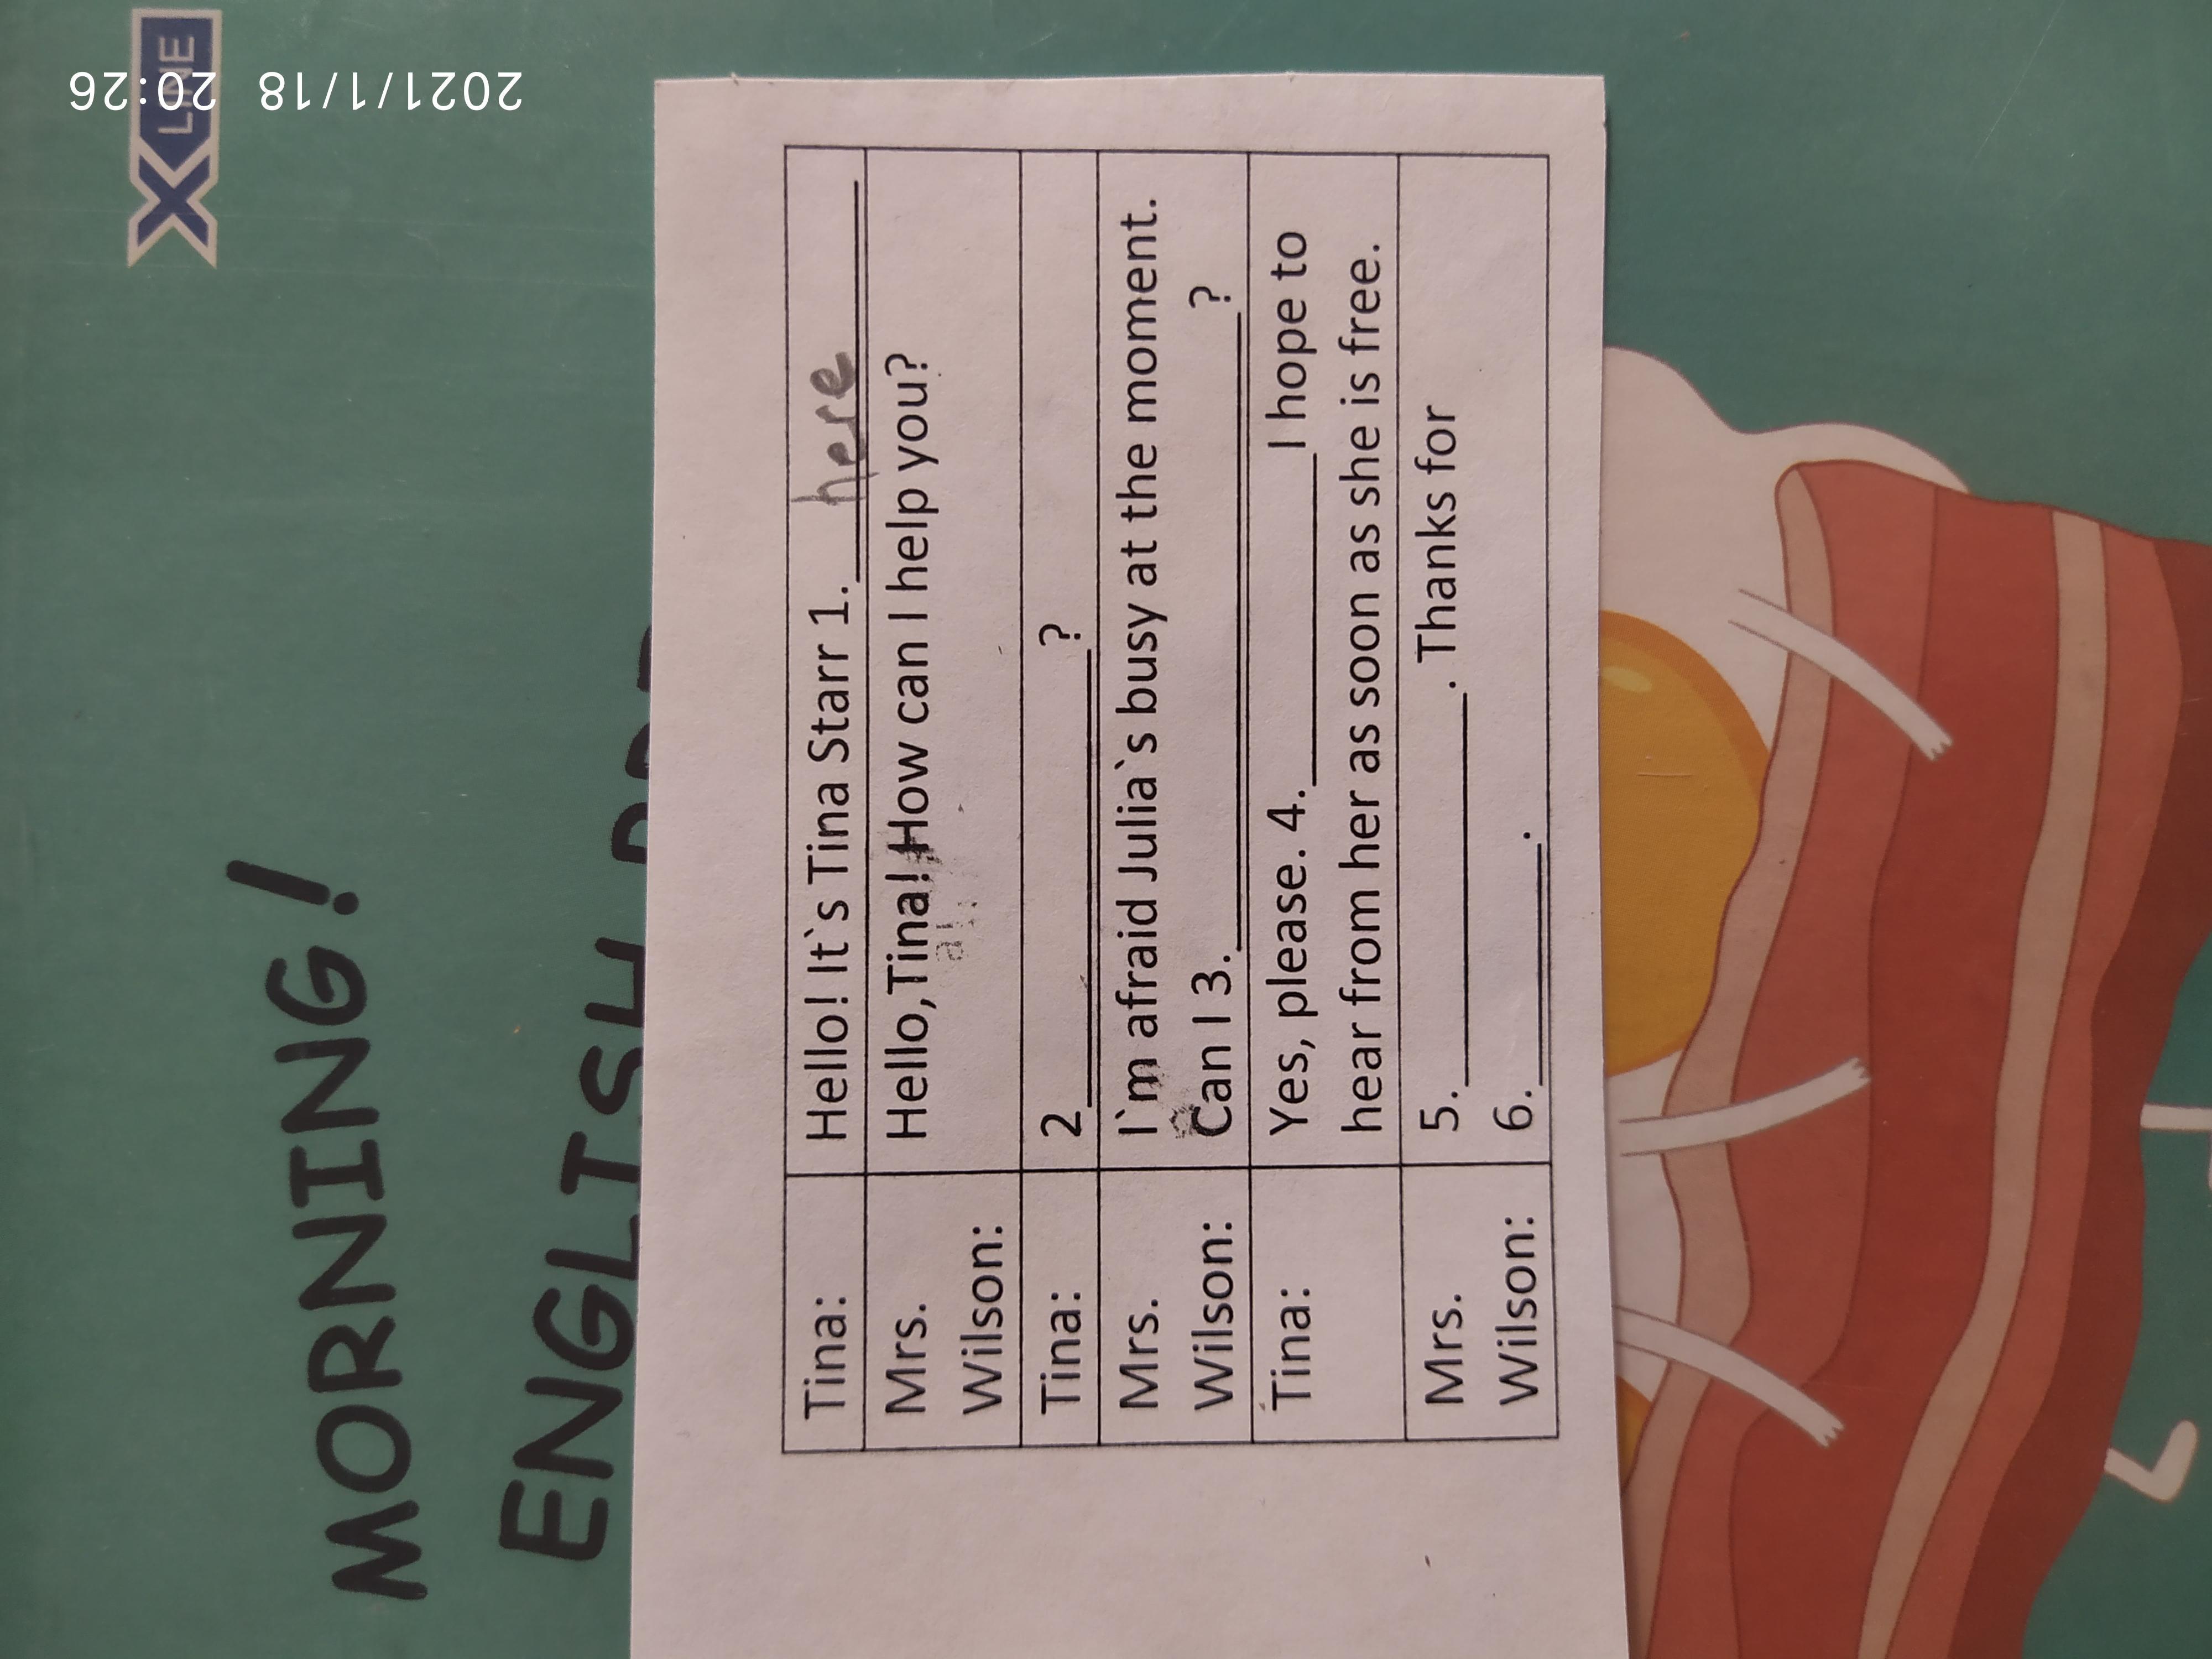 2021/1/18 20:26
X LINE
MORNING!
ENGLISH
Tina: Hello! It`s Tina Starr 1. here
Mrs. Wilson: Hello,Tina! How can I help you?
Tina: 2 ?
Mrs. Wilson: I`m afraid Julia`s busy at the moment.
Can I 3. ?
Tina: Yes, please. 4. I hope to
hear from her as soon as she is free.
Mrs. Wilson: 5. . Thanks for
6. .